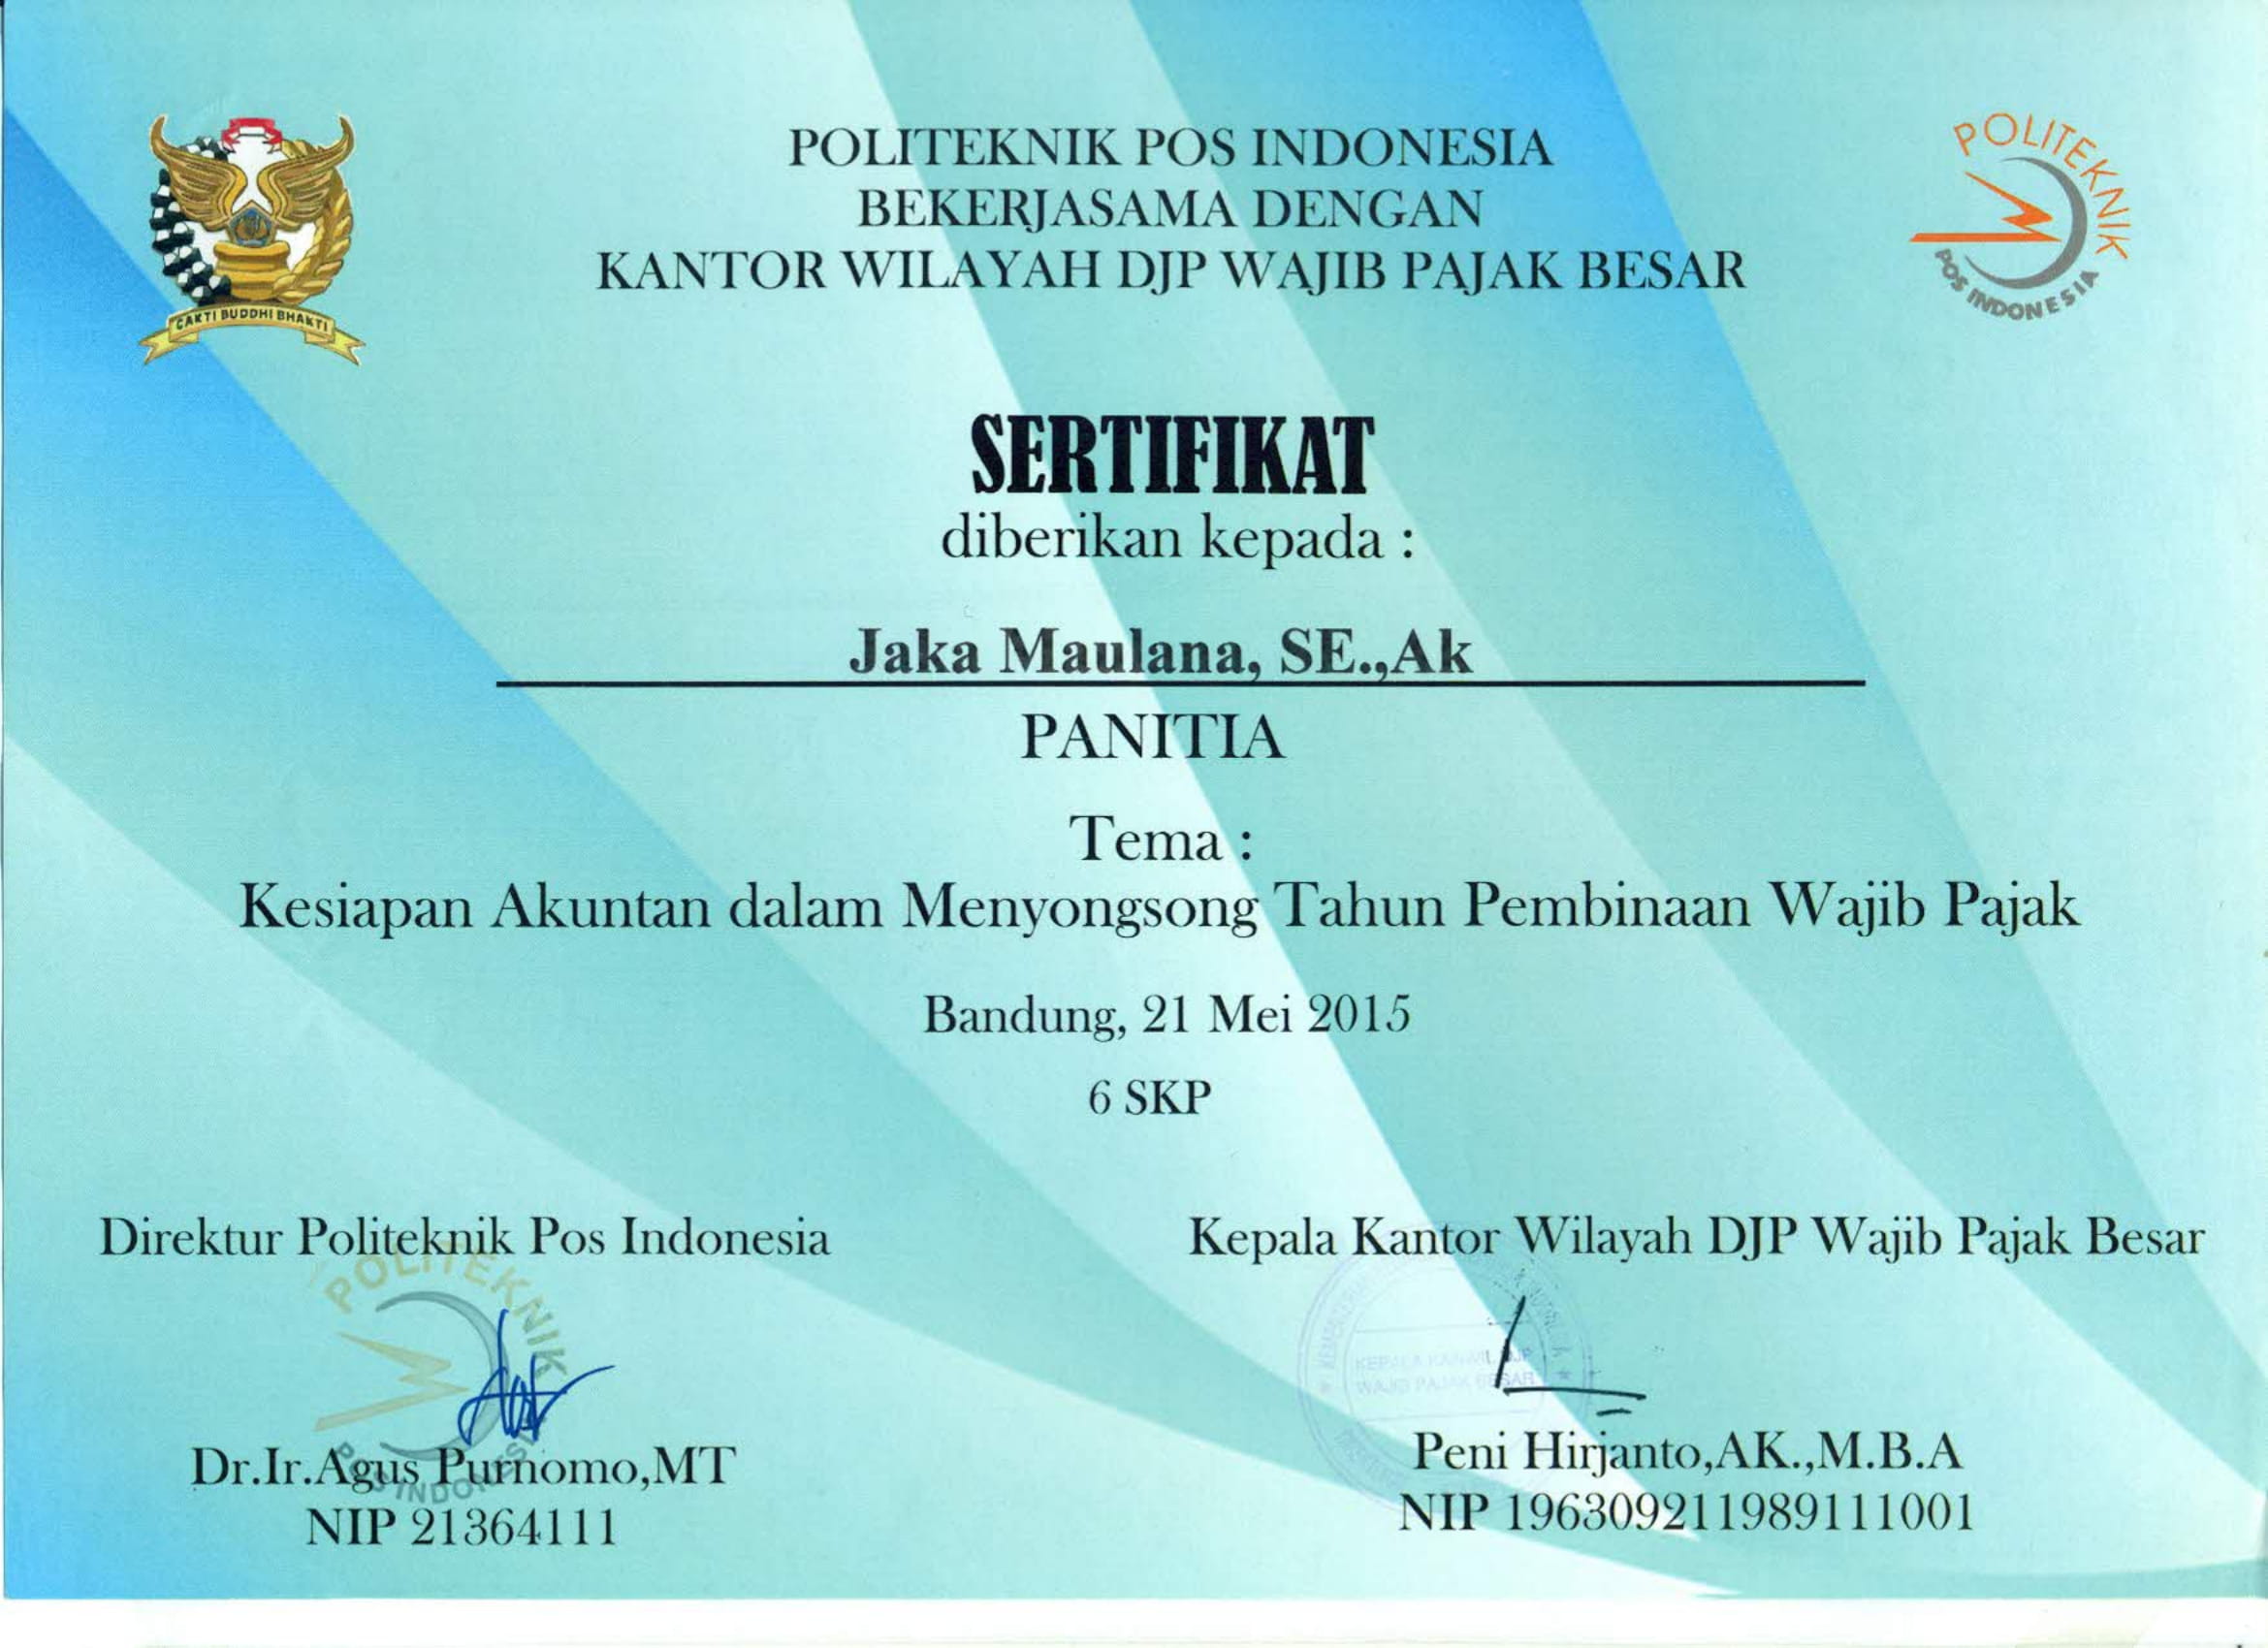 POLITEKNIK POS INDONESIA
BEKERJASAMA DENGAN
KANTOR WILAYAH DJP WAJIB PAJAK BESAR
CAKTI BUDDHI BHAKTI
POLITEKNIK
POS INDONESIA
SERTIFIKAT
diberikan kepada :
Jaka Maulana, SE.,Ak
PANITIA
Tema :
Kesiapan Akuntan dalam Menyongsong Tahun Pembinaan Wajib Pajak
Bandung, 21 Mei 2015
6 SKP
Direktur Politeknik Pos Indonesia
POLITEKNIK
POS INDONESIA
Dr.Ir.Agus Purnomo,MT
NIP 21364111
Kepala Kantor Wilayah DJP Wajib Pajak Besar
KEPALA KANWIL DJP
WAJIB PAJAK BESAR
Peni Hirjanto,AK.,M.B.A
NIP 196309211989111001